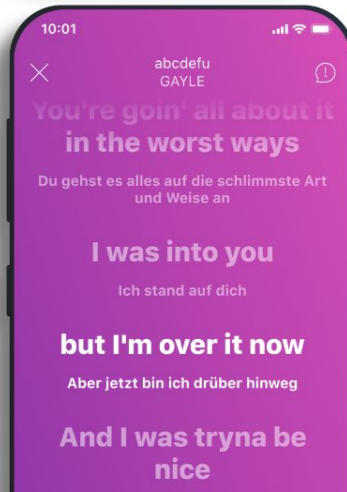 10:01
abcdefu
GAYLE
You're goin' all about it
in the worst ways
Du gehst es alles auf die schlimmste Art
und Weise an
I was into you
Ich stand auf dich
but I'm over it now
Aber jetzt bin ich drüber hinweg
And I was tryna be
nice